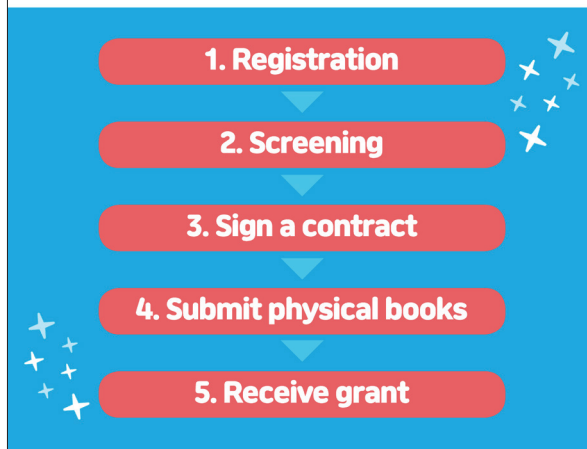 1. Registration
2. Screening
3. Sign a contract
4. Submit physical books
5. Receive grant